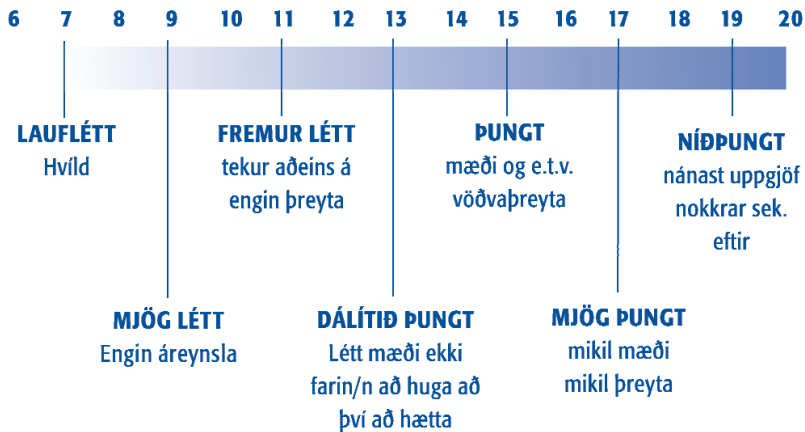 6 7 8 9 10 11 12 13 14 15 16 17 18 19 20
LAUFLÉTT
Hvíld
FREMUR LÉTT
tekur aðeins á
engin þreyta
ÞUNGT
mæði og e.t.v.
vöðvaþreyta
NÍÐÞUNGT
nánast uppgjöf
nokkrar sek.
eftir
MJÖG LÉTT
Engin áreynsla
DÁLÍTIÐ ÞUNGT
Létt mæði ekki
farin/n að huga að
því að hætta
MJÖG ÞUNGT
mikil mæði
mikil þreyta